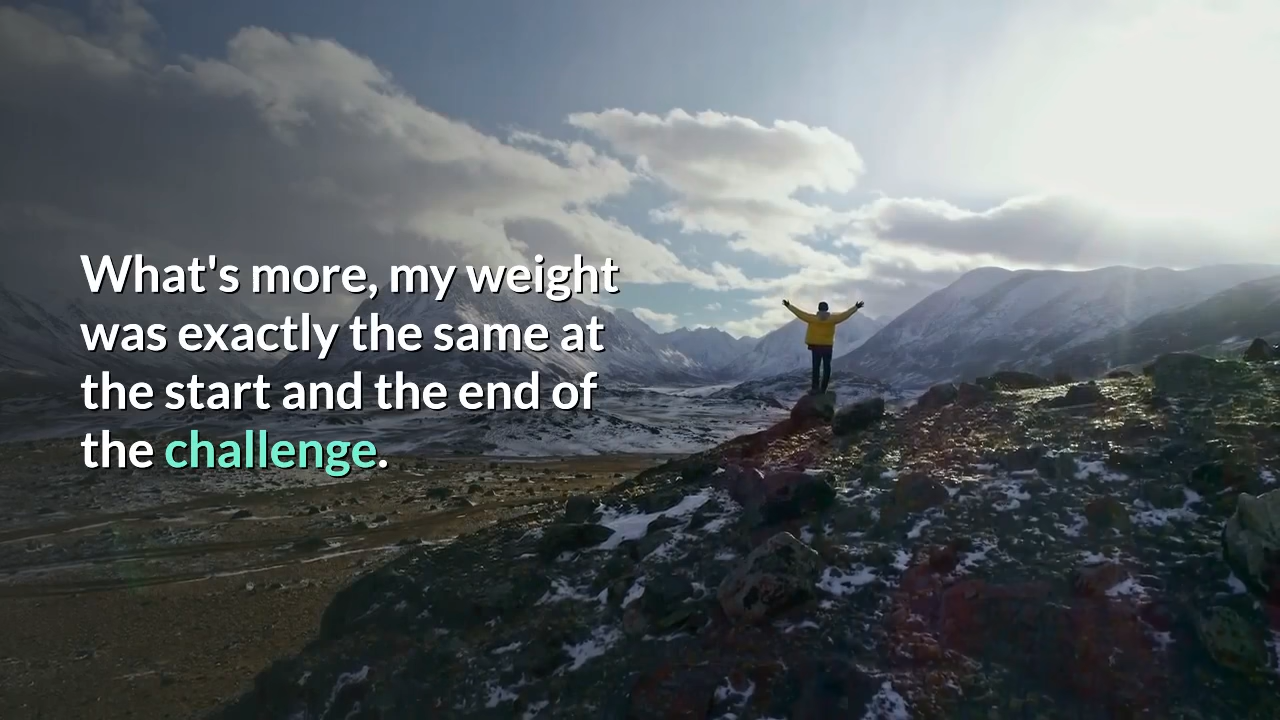 What's more, my weight
was exactly the same at
the start and the end of
the challenge.